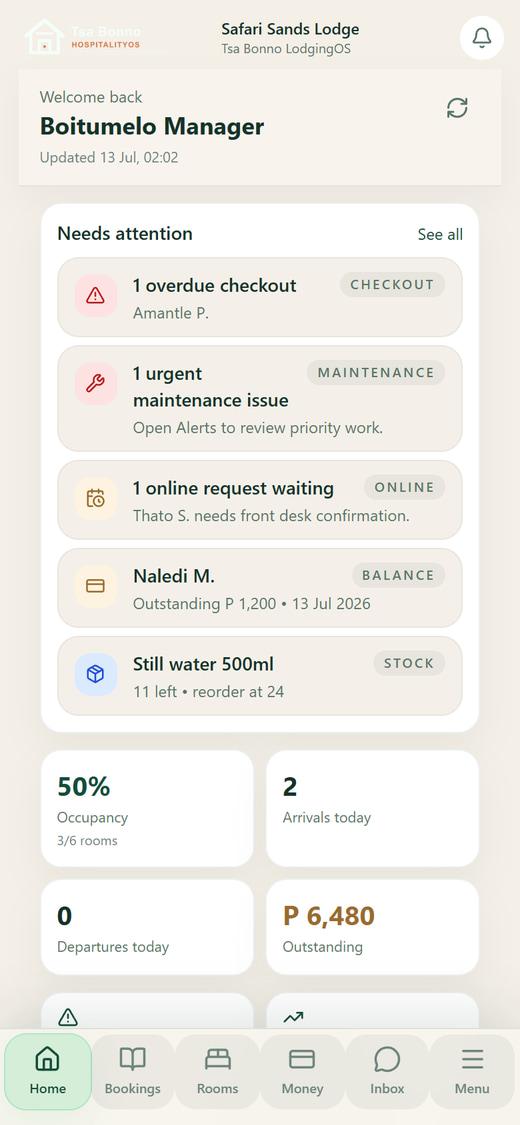 Tsa Bonno
HOSPITALITYOS
Safari Sands Lodge
Tsa Bonno LodgingOS
Welcome back
Boitumelo Manager
Updated 13 Jul, 02:02
Needs attention
See all
1 overdue checkout
CHECKOUT
Amantle P.
1 urgent
maintenance issue
MAINTENANCE
Open Alerts to review priority work.
1 online request waiting
ONLINE
Thato S. needs front desk confirmation.
Naledi M.
BALANCE
Outstanding P 1,200 • 13 Jul 2026
Still water 500ml
STOCK
11 left • reorder at 24
50%
Occupancy
3/6 rooms
2
Arrivals today
0
Departures today
P 6,480
Outstanding
Home
Bookings
Rooms
Money
Inbox
Menu